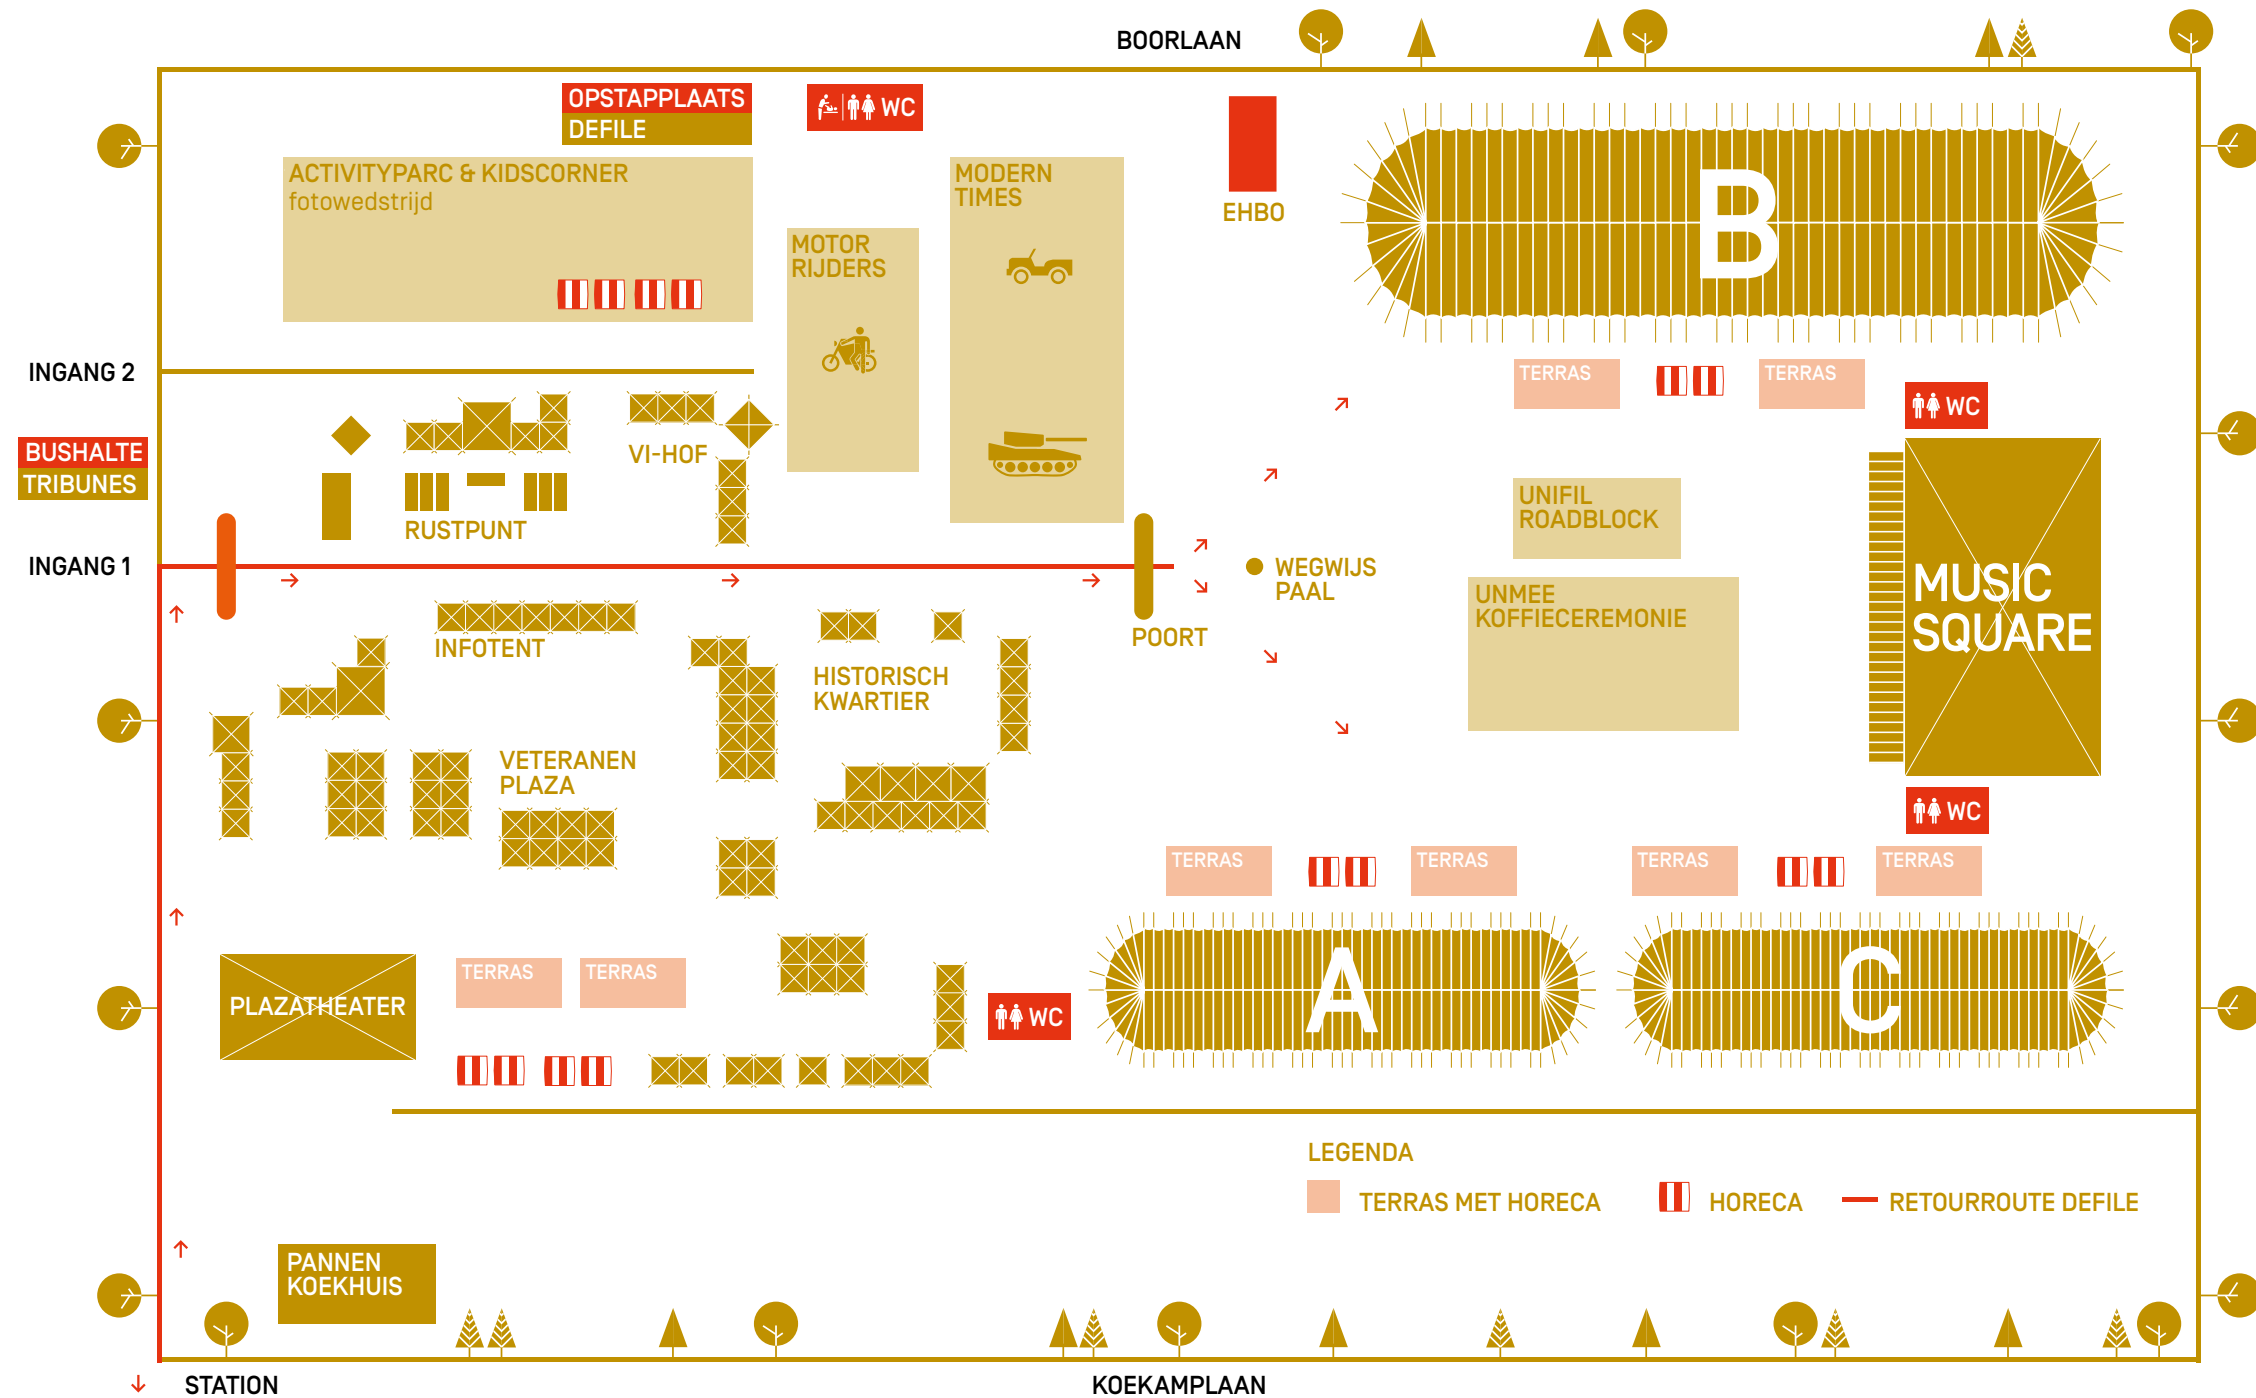 BOORLAAN
OPSTAPPLAATS
DEFILE
WC
ACTIVITYPARC & KIDSCORNER
fotowedstrijd
MOTOR
RIJDERS
MODERN
TIMES
EHBO
B
INGANG 2
TERRAS
TERRAS
WC
BUSHALTE
TRIBUNES
VI-HOF
RUSTPUNT
UNIFIL
ROADBLOCK
INGANG 1
WEGWIJS
PAAL
POORT
UNMEE
KOFFIECEREMONIE
MUSIC
SQUARE
INFOTENT
HISTORISCH
KWARTIER
VETERANEN
PLAZA
WC
TERRAS
TERRAS
TERRAS
TERRAS
PLAZATHEATER
TERRAS
TERRAS
WC
A
C
LEGENDA
TERRAS MET HORECA
HORECA
RETOURROUTE DEFILE
PANNEN
KOEKHUIS
STATION
KOEKAMPLAAN